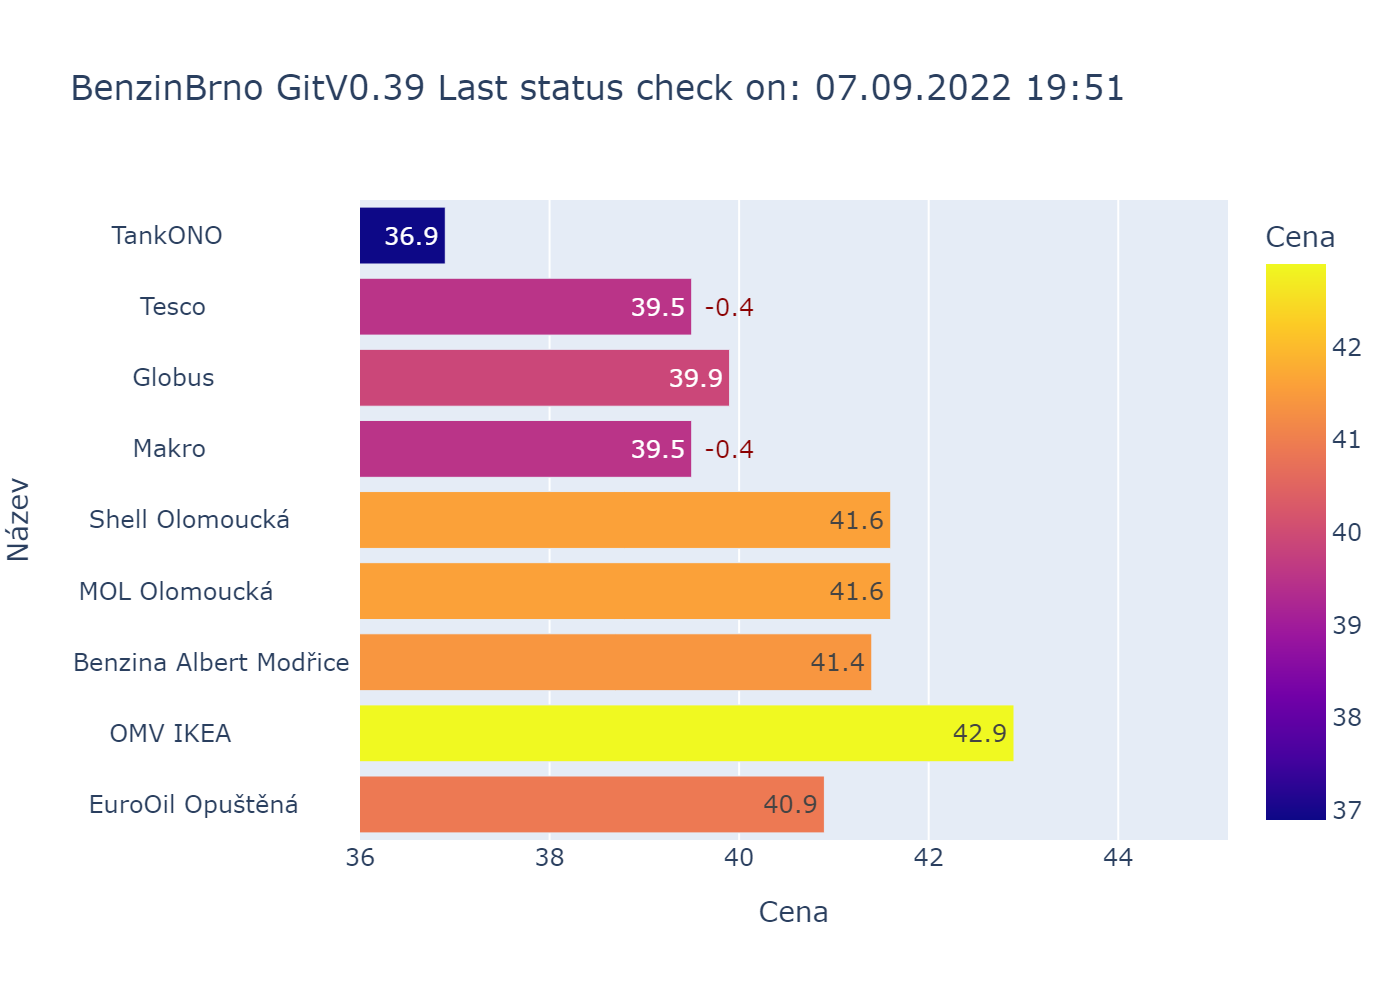 BenzinBrno GitV0.39 Last status check on: 07.09.2022 19:51
Název
TankONO 36.9
Tesco 39.5 -0.4
Globus 39.9
Makro 39.5 -0.4
Shell Olomoucká 41.6
MOL Olomoucká 41.6
Benzina Albert Modřice 41.4
OMV IKEA 42.9
EuroOil Opuštěná 40.9
36 38 40 42 44
Cena
Cena
42
41
40
39
38
37